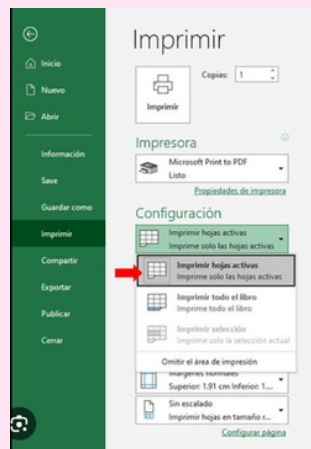 Imprimir
Inicio
Nuevo
Abrir
Información
Save
Guardar como
Imprimir
Compartir
Exportar
Publicar
Cerrar
Copias: 1
Imprimir
Impresora
Microsoft Print to PDF
Listo
Propiedades de impresora
Configuración
Imprimir hojas activas
Imprime solo las hojas activas
Imprimir hojas activas
Imprime solo las hojas activas
Imprimir todo el libro
Imprime todo el libro
Imprimir selección
Imprime solo la selección actual
Omitir el área de impresión
Márgenes normales
Superior: 1.91 cm Inferior: 1....
Sin escalado
Imprimir hojas en tamaño r...
Configurar página